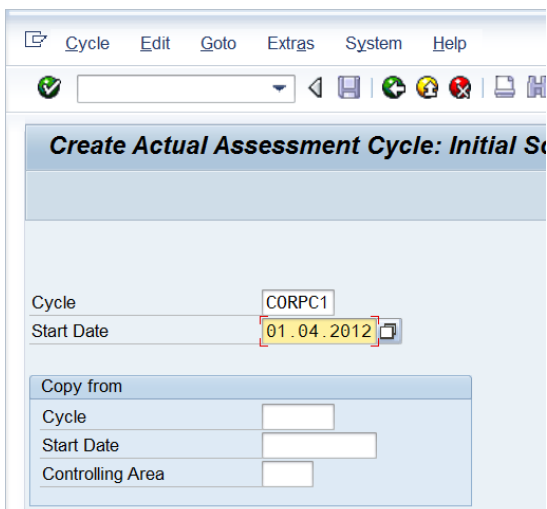 Cycle Edit Goto Extras System Help
Create Actual Assessment Cycle: Initial
Cycle CORPC1
Start Date 01.04.2012
Copy from
Cycle
Start Date
Controlling Area